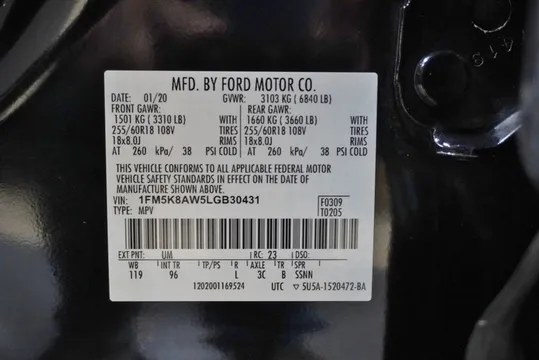 MFD. BY FORD MOTOR CO.
DATE: 01/20 GVWR: 3103 KG ( 6840 LB)
FRONT GAWR: REAR GAWR:
1501 KG ( 3310 LB) WITH 1660 KG ( 3660 LB) WITH
255/60R18 108V TIRES 255/60R18 108V TIRES
18x8.0J RIMS 18x8.0J RIMS
AT 260 kPa/ 38 PSI COLD AT 260 kPa/ 38 PSI COLD
THIS VEHICLE CONFORMS TO ALL APPLICABLE FEDERAL MOTOR
VEHICLE SAFETY STANDARDS IN EFFECT ON THE DATE OF
MANUFACTURE SHOWN ABOVE.
VIN: 1FM5K8AW5LGB30431 F0309
TYPE: MPV T0205
EXT PNT: UM RC: 23 DSO:
WB INT TR TP/PS R AXLE TR SPR
119 96 L 3C B SSNN
1202001169524 UTC 5U5A-1520472-BA